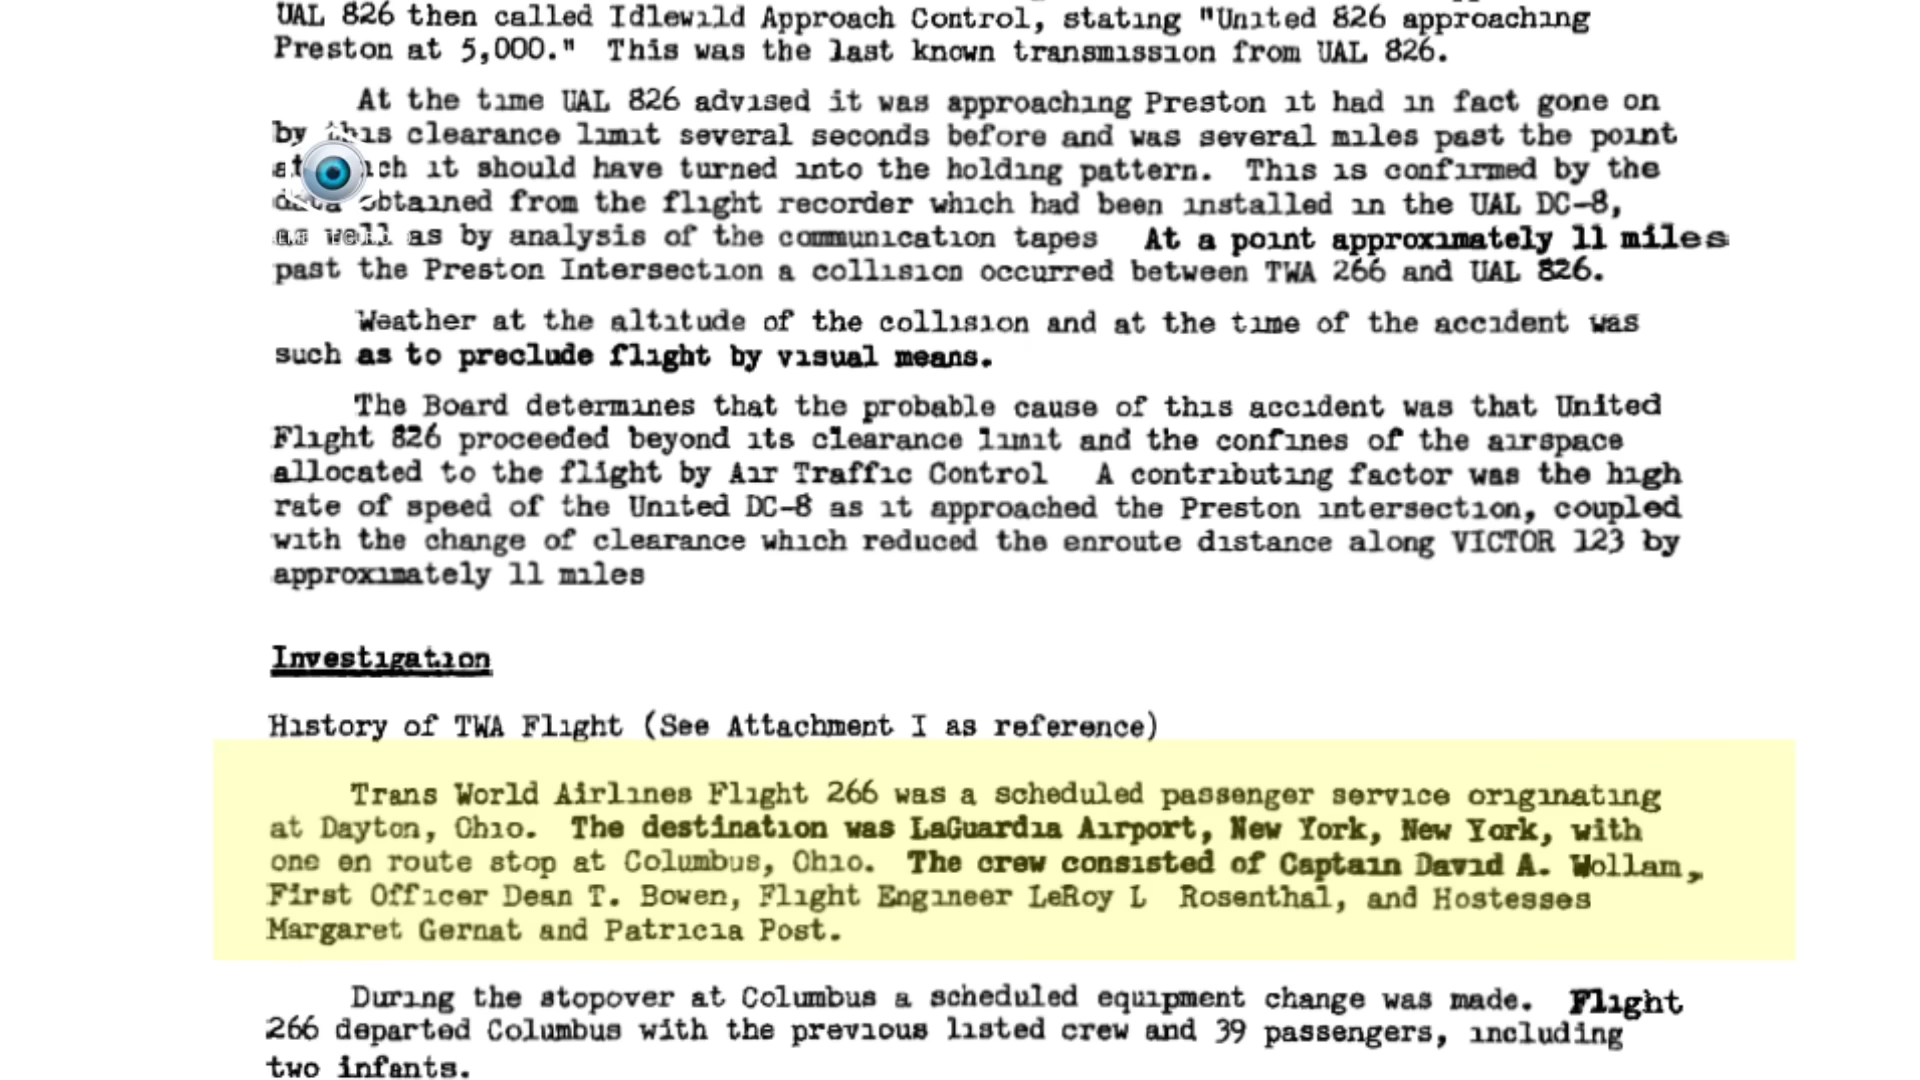 UAL 826 then called Idlewild Approach Control, stating "United 826 approaching
Preston at 5,000." This was the last known transmission from UAL 826.
At the time UAL 826 advised it was approaching Preston it had in fact gone on
by this clearance limit several seconds before and was several miles past the point
at which it should have turned into the holding pattern. This is confirmed by the
data obtained from the flight recorder which had been installed in the UAL DC-8,
as well as by analysis of the communication tapes At a point approximately 11 miles
past the Preston Intersection a collision occurred between TWA 266 and UAL 826.
Weather at the altitude of the collision and at the time of the accident was
such as to preclude flight by visual means.
The Board determines that the probable cause of this accident was that United
Flight 826 proceeded beyond its clearance limit and the confines of the airspace
allocated to the flight by Air Traffic Control A contributing factor was the high
rate of speed of the United DC-8 as it approached the Preston intersection, coupled
with the change of clearance which reduced the enroute distance along VICTOR 123 by
approximately 11 miles
Investigation
History of TWA Flight (See Attachment I as reference)
Trans World Airlines Flight 266 was a scheduled passenger service originating
at Dayton, Ohio. The destination was LaGuardia Airport, New York, New York, with
one en route stop at Columbus, Ohio. The crew consisted of Captain David A. Wollam,
First Officer Dean T. Bowen, Flight Engineer LeRoy L Rosenthal, and Hostesses
Margaret Gernat and Patricia Post.
During the stopover at Columbus a scheduled equipment change was made. Flight
266 departed Columbus with the previous listed crew and 39 passengers, including
two infants.